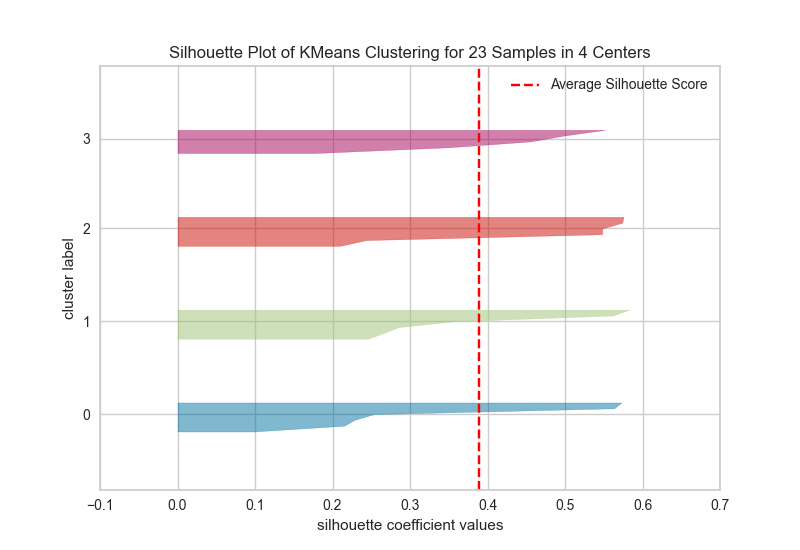 Silhouette Plot of KMeans Clustering for 23 Samples in 4 Centers
Average Silhouette Score
3
2
1
0
cluster label
−0.1 0.0 0.1 0.2 0.3 0.4 0.5 0.6 0.7
silhouette coefficient values